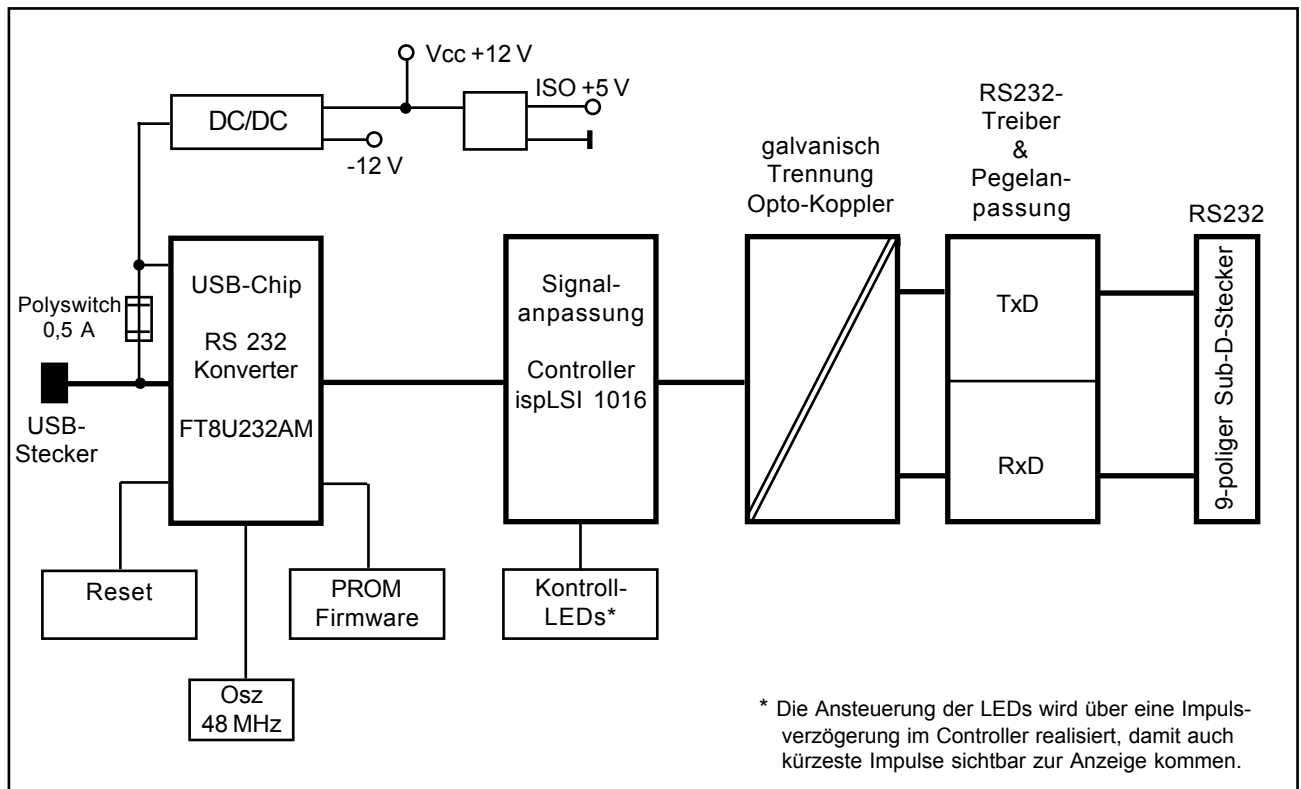 Vcc +12 V
ISO +5 V
DC/DC
-12 V
galvanisch
Trennung
Opto-Koppler
RS232-
Treiber
&
Pegelan-
passung
RS232
Polyswitch
0,5 A
USB-Chip
RS 232
Konverter
FT8U232AM
Signal-
anpassung
Controller
ispLSI 1016
TxD
RxD
9-poliger Sub-D-Stecker
USB-
Stecker
Reset
PROM
Firmware
Kontroll-
LEDs*
Osz
48 MHz
* Die Ansteuerung der LEDs wird über eine Impuls-
verzögerung im Controller realisiert, damit auch
kürzeste Impulse sichtbar zur Anzeige kommen.